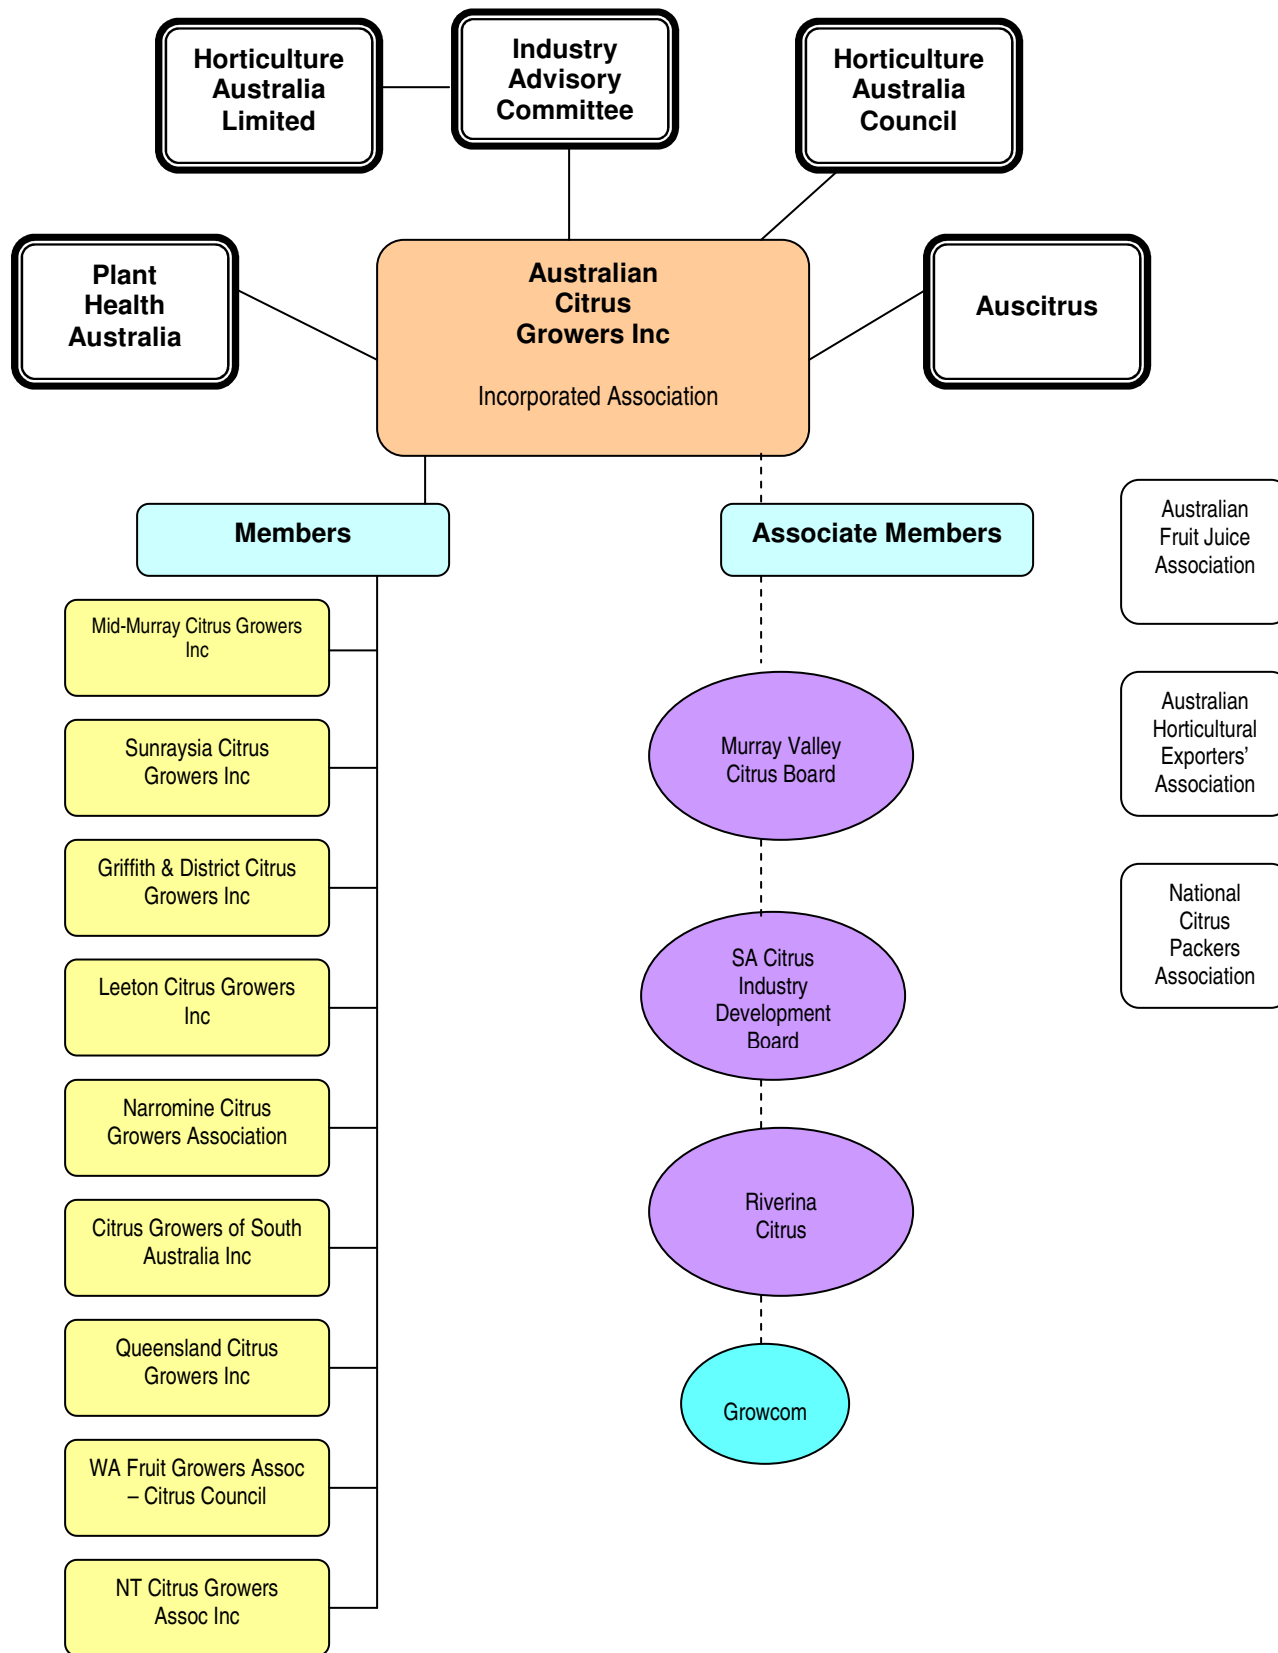 Horticulture
Australia
Limited
Industry
Advisory
Committee
Horticulture
Australia
Council
Plant
Health
Australia
Australian
Citrus
Growers Inc
Incorporated Association
Auscitrus
Members
Associate Members
Mid-Murray Citrus Growers
Inc
Sunraysia Citrus
Growers Inc
Griffith & District Citrus
Growers Inc
Leeton Citrus Growers
Inc
Narromine Citrus
Growers Association
Citrus Growers of South
Australia Inc
Queensland Citrus
Growers Inc
WA Fruit Growers Assoc
– Citrus Council
NT Citrus Growers
Assoc Inc
Murray Valley
Citrus Board
SA Citrus
Industry
Development
Board
Riverina
Citrus
Growcom
Australian
Fruit Juice
Association
Australian
Horticultural
Exporters’
Association
National
Citrus
Packers
Association